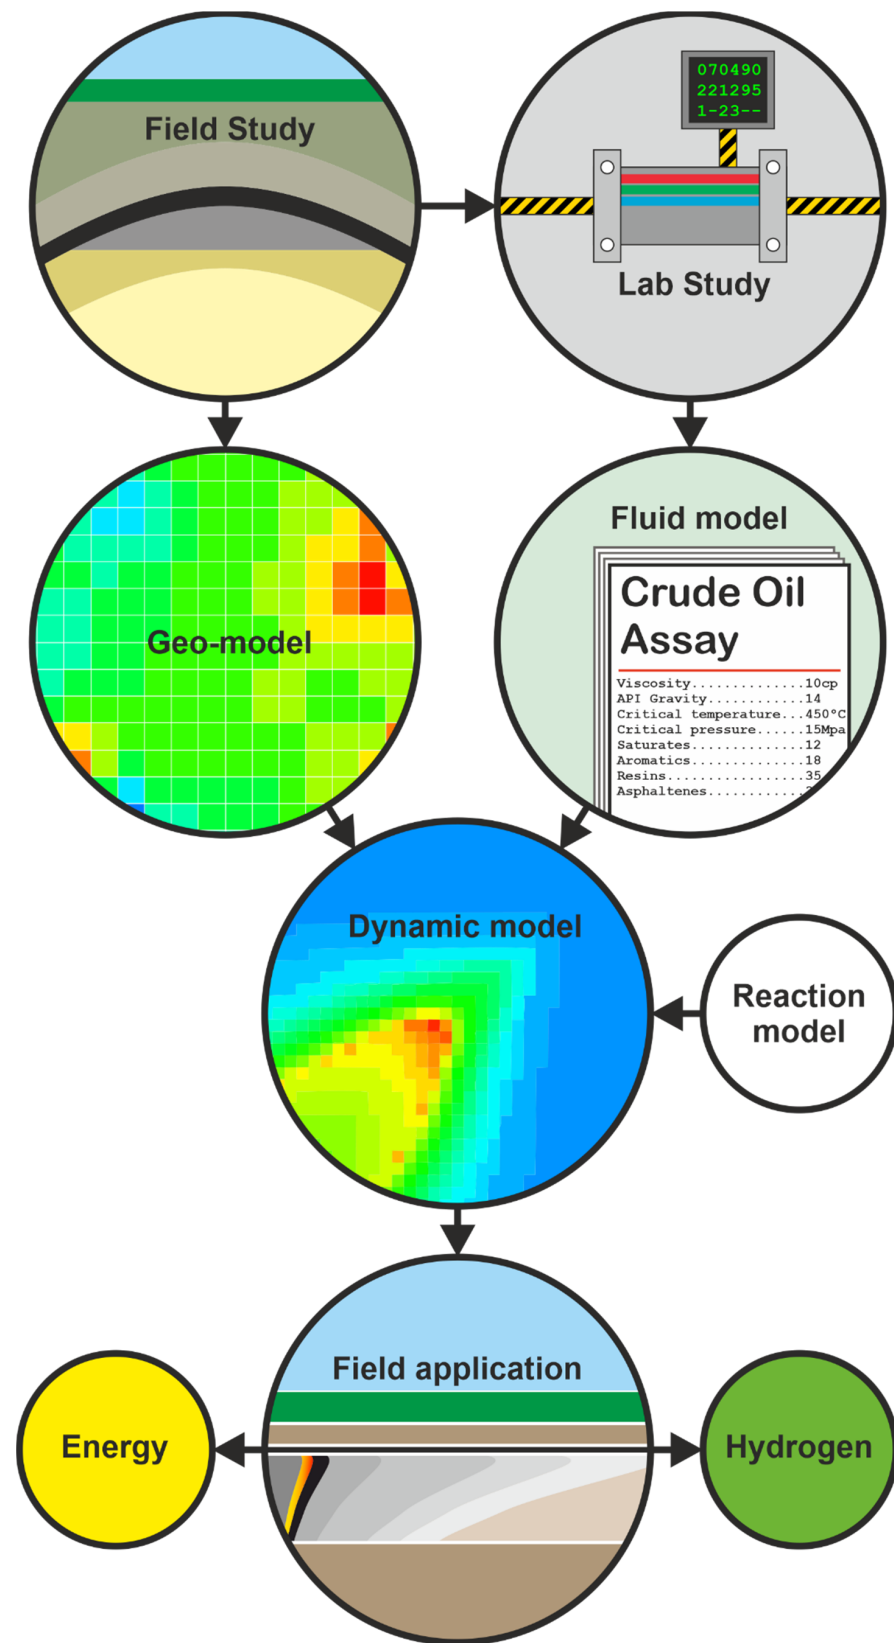 Field Study
070490
221295
1-23--
Lab Study
Geo-model
Fluid model
Crude Oil
Assay
Viscosity.............10cp
API Gravity...........14
Critical temperature...450°C
Critical pressure......15Mpa
Saturates.............12
Aromatics.............18
Resins................35
Asphaltenes...........
Dynamic model
Reaction
model
Field application
Energy
Hydrogen